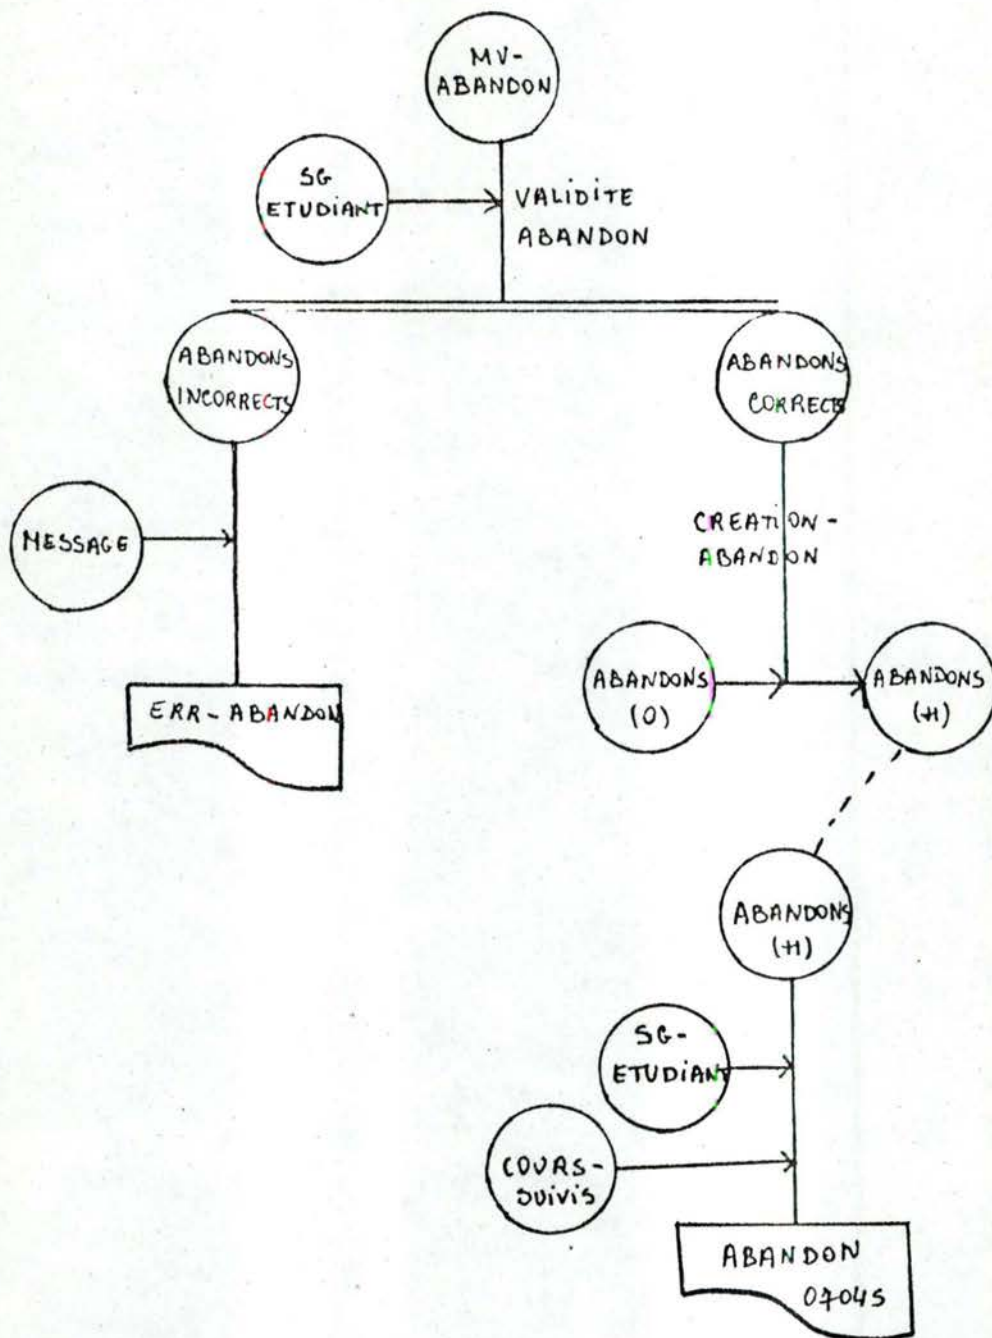 MV-
ABANDON
SG
ETUDIANT
VALIDITE
ABANDON
ABANDONS
INCORRECTS
ABANDONS
CORRECTS
MESSAGE
CREATION-
ABANDON
ERR-ABANDON
ABANDONS
(0)
ABANDONS
(+1)
ABANDONS
(+1)
SG-
ETUDIANT
COURS-
SUIVIS
ABANDON
0704S